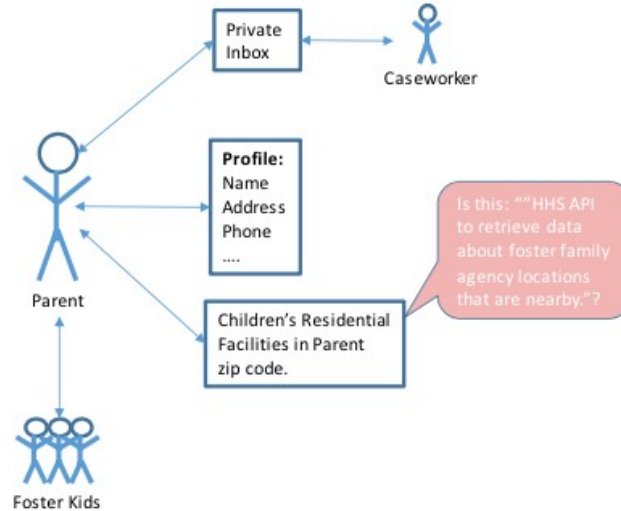 Private
Inbox
Caseworker
Profile:
Name
Address
Phone
....
Parent
Is this: “”HHS API
to retrieve data
about foster family
agency locations
that are nearby.”?
Children’s Residential
Facilities in Parent
zip code.
Foster Kids